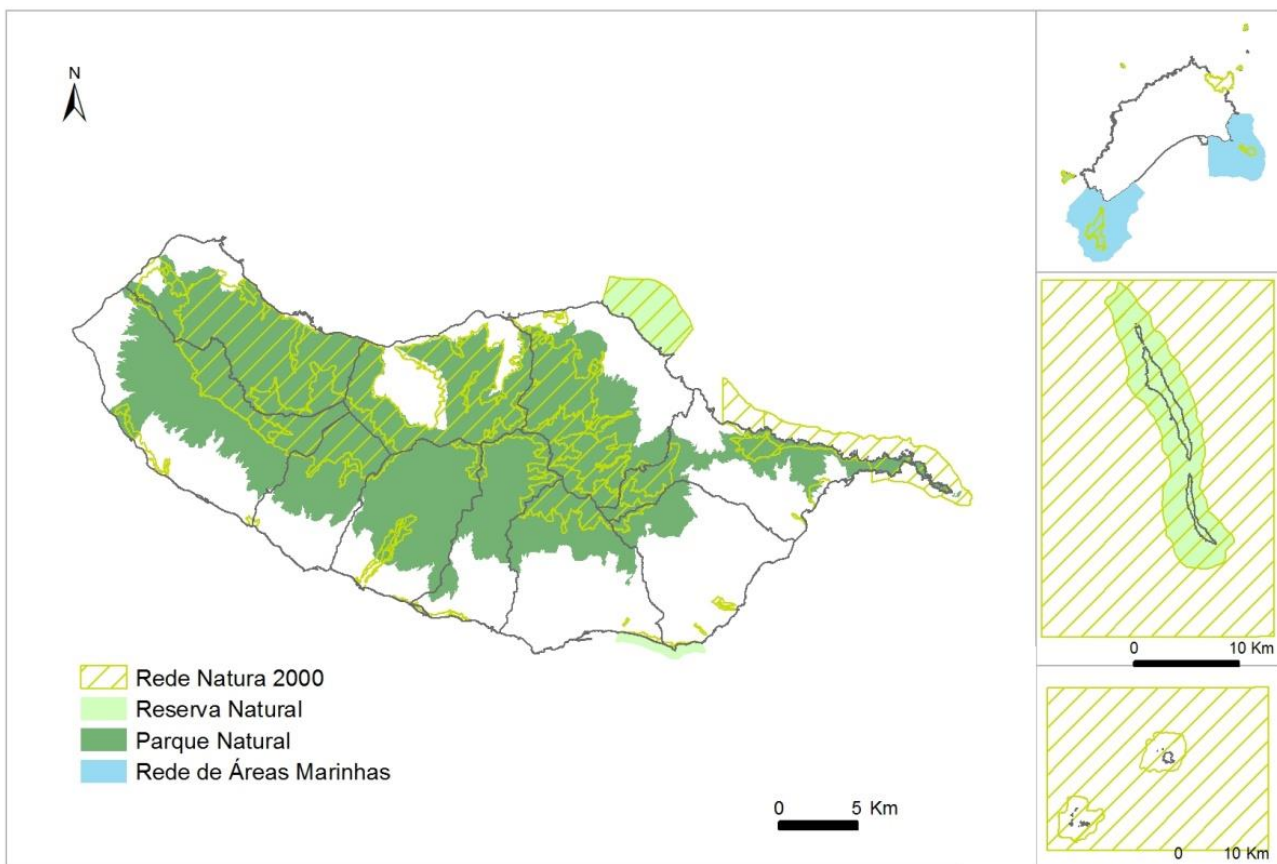 N
Rede Natura 2000
Reserva Natural
Parque Natural
Rede de Áreas Marinhas
0 5 Km
0 10 Km
0 10 Km